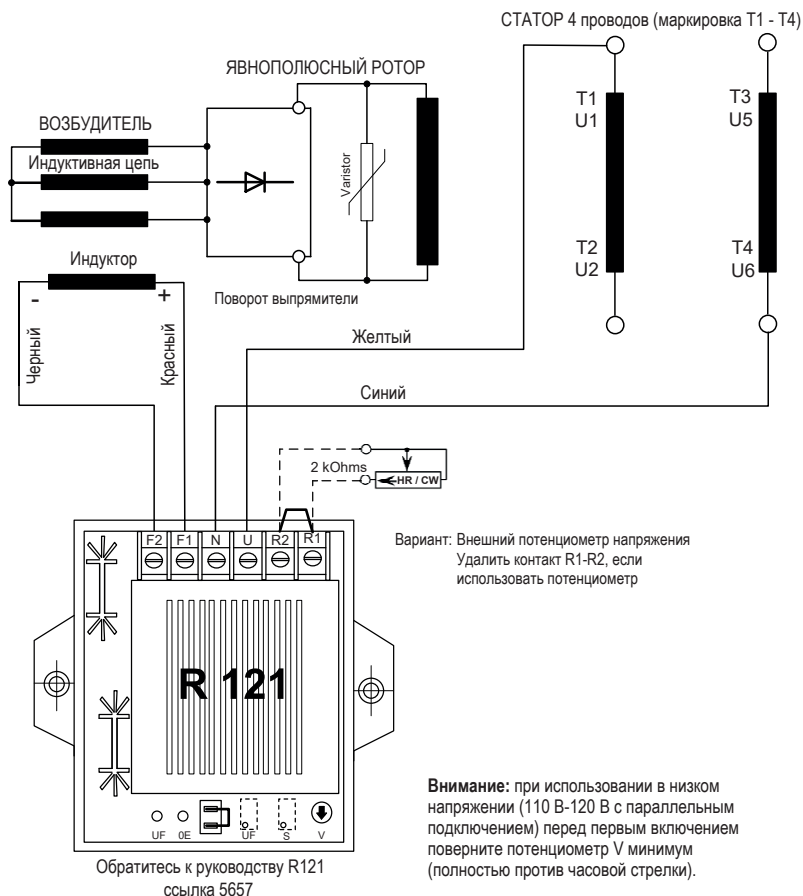 СТАТОР 4 проводов (маркировка T1 - T4)
ЯВНОПОЛЮСНЫЙ РОТОР
ВОЗБУДИТЕЛЬ
Индуктивная цепь
Varistor
T1
U1
T3
U5
T2
U2
T4
U6
Индуктор
- +
Поворот выпрямители
Черный
Красный
Желтый
Синий
2 kOhms
HR / CW
F2 F1 N U R2 R1
Вариант: Внешний потенциометр напряжения
Удалить контакт R1-R2, если
использовать потенциометр
R 121
UF 0E UF S V
Внимание: при использовании в низком
напряжении (110 В-120 В с параллельным
подключением) перед первым включением
поверните потенциометр V минимум
(полностью против часовой стрелки).
Обратитесь к руководству R121
ссылка 5657